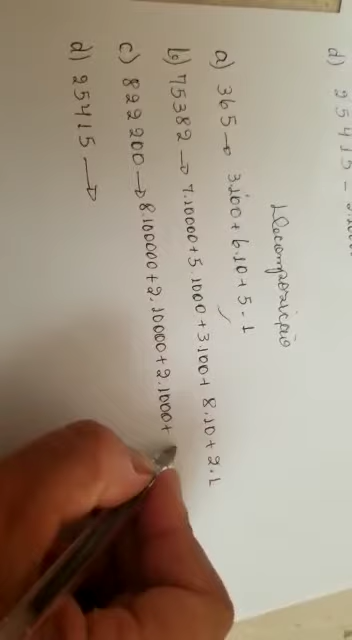 d) 25415 -
Decomposição
a) 365 → 3.100 + 6.10 + 5.1
b) 75382 → 7.10000 + 5.1000 + 3.100 + 8.10 + 2.1
c) 822200 → 8.100000 + 2.10000 + 2.1000 +
d) 25415 →